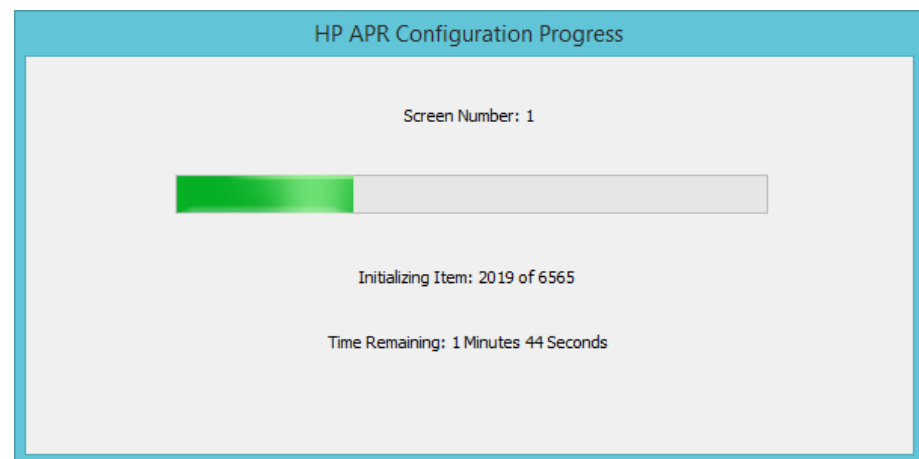 HP APR Configuration Progress
Screen Number: 1
Initializing Item: 2019 of 6565
Time Remaining: 1 Minutes 44 Seconds